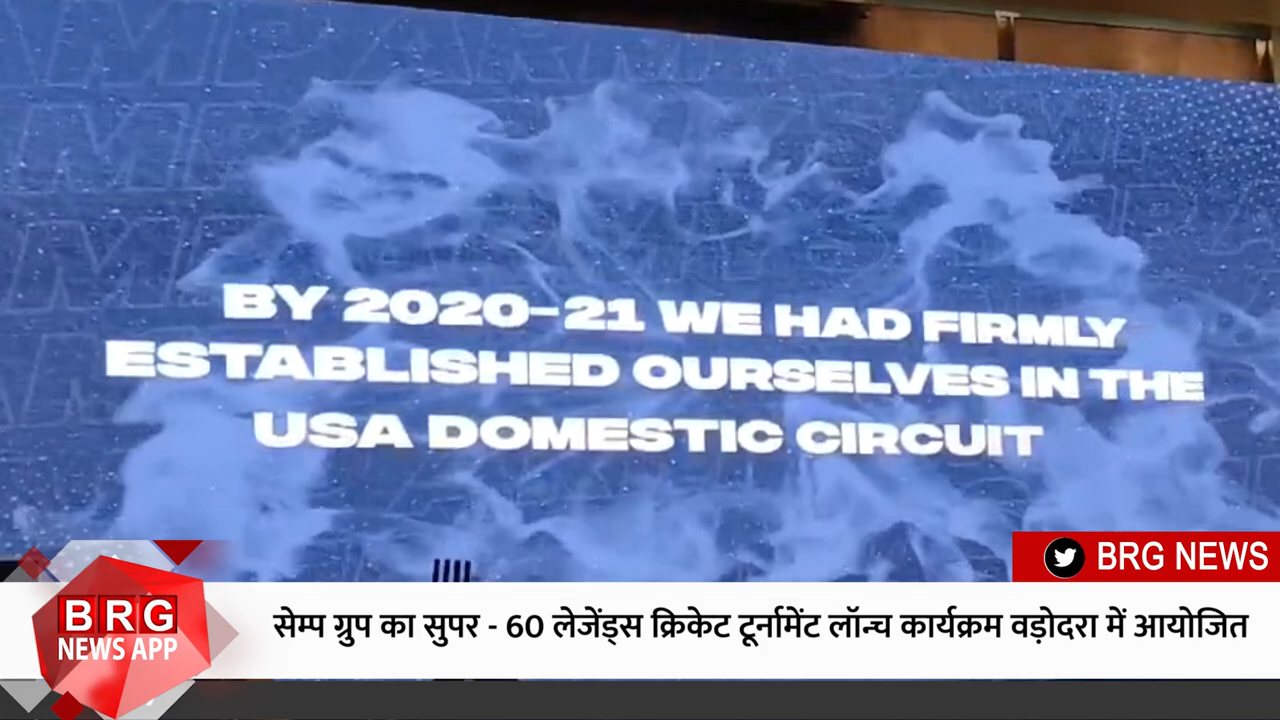 BY 2020-21 WE HAD FIRMLY
ESTABLISHED OURSELVES IN THE
USA DOMESTIC CIRCUIT
BRG NEWS
BRG
NEWS APP
सेम्प ग्रुप का सुपर - 60 लेजेंड्स क्रिकेट टूर्नामेंट लॉन्च कार्यक्रम वड़ोदरा में आयोजित